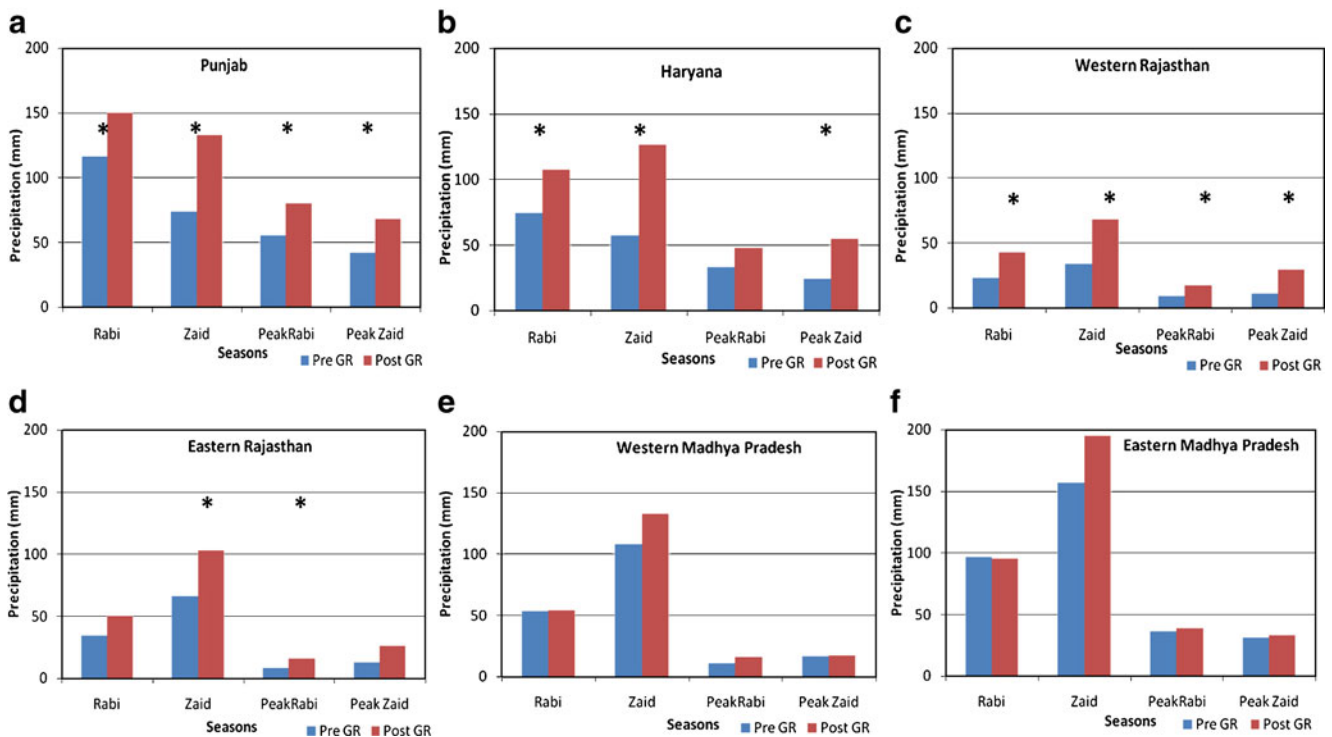 a
Punjab
Precipitation (mm)
200
150
100
50
0
* * * *
Rabi Zaid PeakRabi Peak Zaid
Seasons
Pre GR Post GR
b
Haryana
Precipitation (mm)
200
150
100
50
0
* * *
Rabi Zaid PeakRabi Peak Zaid
Seasons
Pre GR Post GR
c
Western Rajasthan
Precipitation (mm)
200
150
100
50
0
* * * *
Rabi Zaid PeakRabi Peak Zaid
Seasons
Pre GR Post GR
d
Eastern Rajasthan
Precipitation (mm)
200
150
100
50
0
* *
Rabi Zaid PeakRabi Peak Zaid
Seasons
Pre GR Post GR
e
Western Madhya Pradesh
Precipitation (mm)
200
150
100
50
0
Rabi Zaid PeakRabi Peak Zaid
Seasons
Pre GR Post GR
f
Eastern Madhya Pradesh
Precipitation (mm)
200
150
100
50
0
Rabi Zaid PeakRabi Peak Zaid
Seasons
Pre GR Post GR